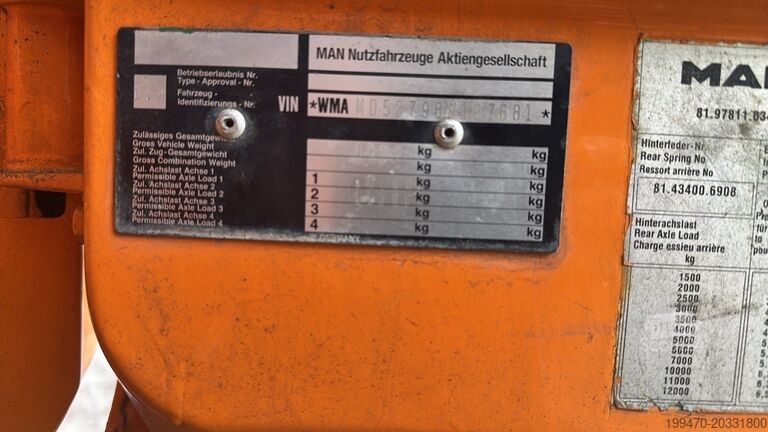 MAN Nutzfahrzeuge Aktiengesellschaft
Betriebserlaubnis Nr.
Type - Approval - Nr.
Fahrzeug -
Identifizierungs - Nr.
VIN
*WMA
Zulässiges Gesamtgewicht
Gross Vehicle Weight
Zul. Zug-Gesamtgewicht
Gross Combination Weight
Zul. Achslast Achse 1
Permissible Axle Load 1
Zul. Achslast Achse 2
Permissible Axle Load 2
Zul. Achslast Achse 3
Permissible Axle Load 3
Zul. Achslast Achse 4
Permissible Axle Load 4
kg kg
kg kg
1 kg kg
2 kg kg
3 kg kg
4 kg kg
W.GERMANY
MAN
81.97811.
Hinterfeder-Nr.
Rear Spring No
Ressort arrière No
81.43400.6908
Hinterachslast
Rear Axle Load
Charge essieu arrière
kg
1500
2000
2500
3000
3500
4000
5000
6000
7000
10000
11000
12000
199470-20331800